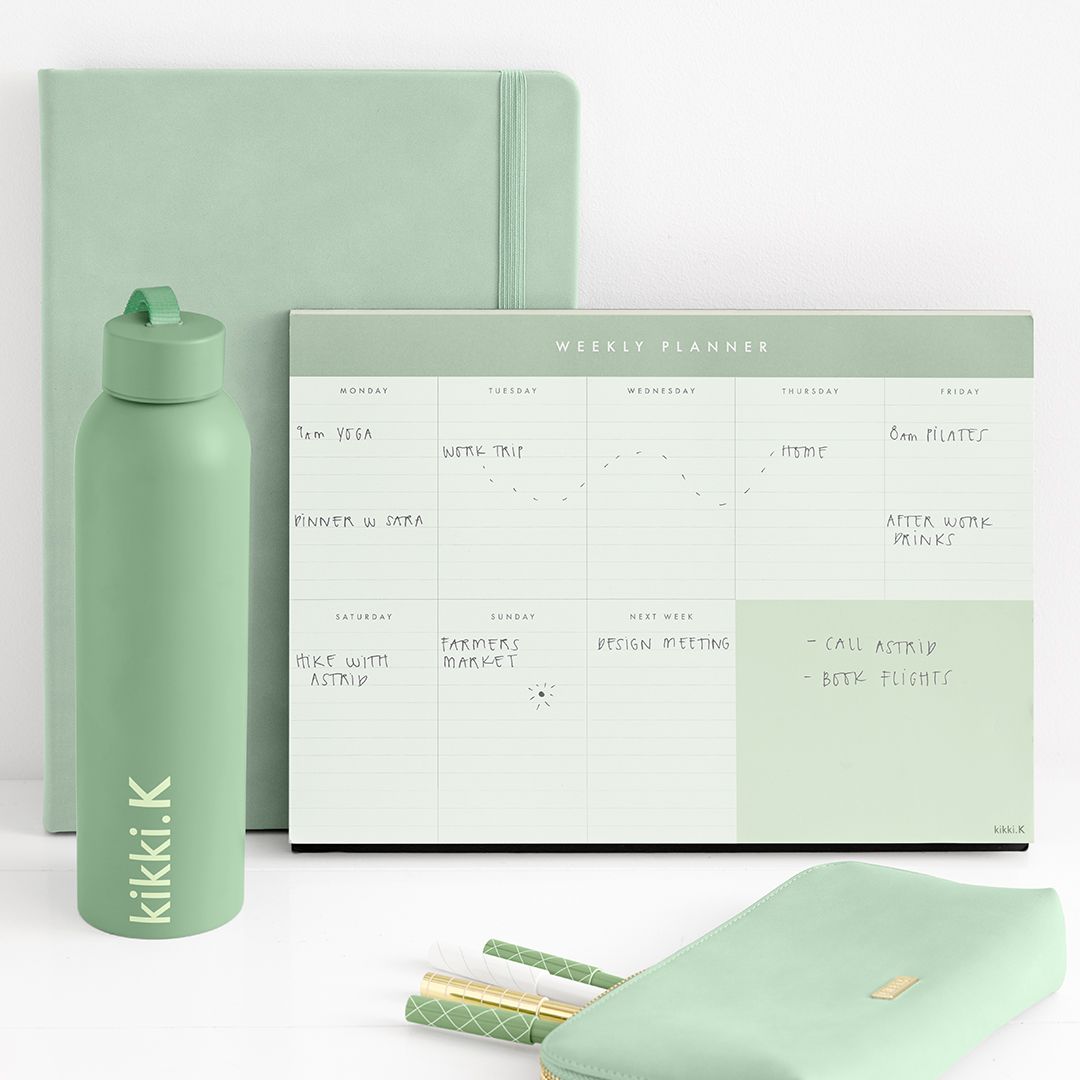 WEEKLY PLANNER
MONDAY
TUESDAY
WEDNESDAY
THURSDAY
FRIDAY
9am YOGA
8am PILATES
WORK TRIP
HOME
DINNER W SARA
AFTER WORK
DRINKS
SATURDAY
SUNDAY
NEXT WEEK
HIKE WITH
ASTRID
FARMERS
MARKET
DESIGN MEETING
- CALL ASTRID
- BOOK FLIGHTS
kikki.K
kikki.K